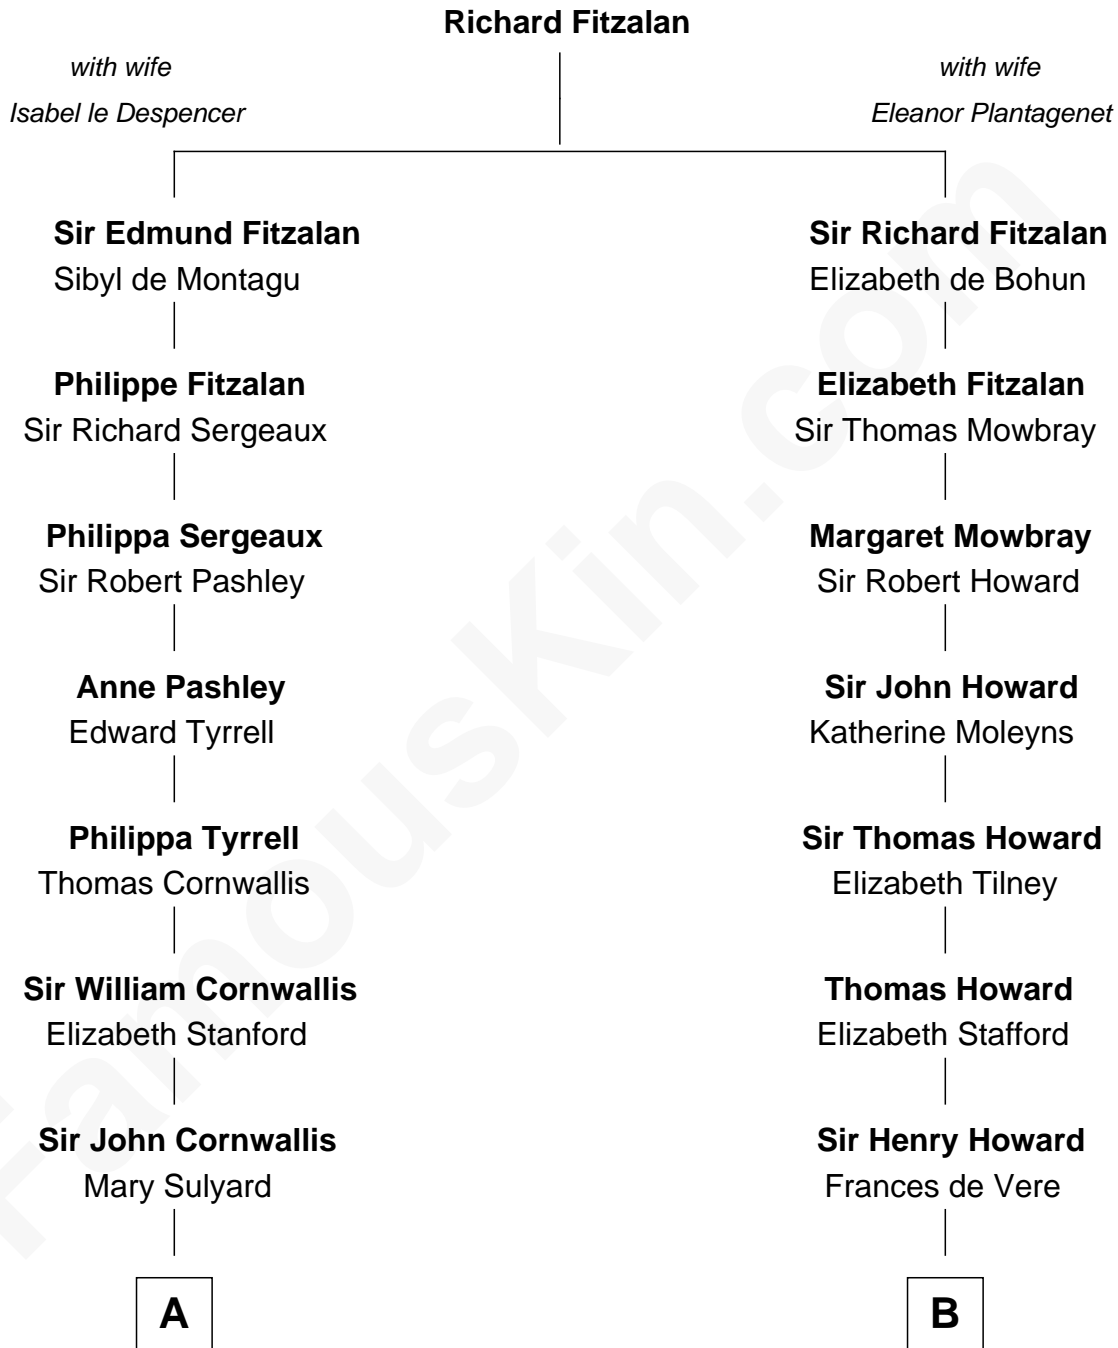 Richard Fitzalan
with wife
Isabel le Despencer
with wife
Eleanor Plantagenet
Sir Edmund Fitzalan
Sibyl de Montagu
Sir Richard Fitzalan
Elizabeth de Bohun
Philippe Fitzalan
Sir Richard Sergeaux
Elizabeth Fitzalan
Sir Thomas Mowbray
Philippa Sergeaux
Sir Robert Pashley
Margaret Mowbray
Sir Robert Howard
Anne Pashley
Edward Tyrrell
Sir John Howard
Katherine Moleyns
Philippa Tyrrell
Thomas Cornwallis
Sir Thomas Howard
Elizabeth Tilney
Sir William Cornwallis
Elizabeth Stanford
Thomas Howard
Elizabeth Stafford
Sir John Cornwallis
Mary Sulyard
Sir Henry Howard
Frances de Vere
A
B
FamousKin.com